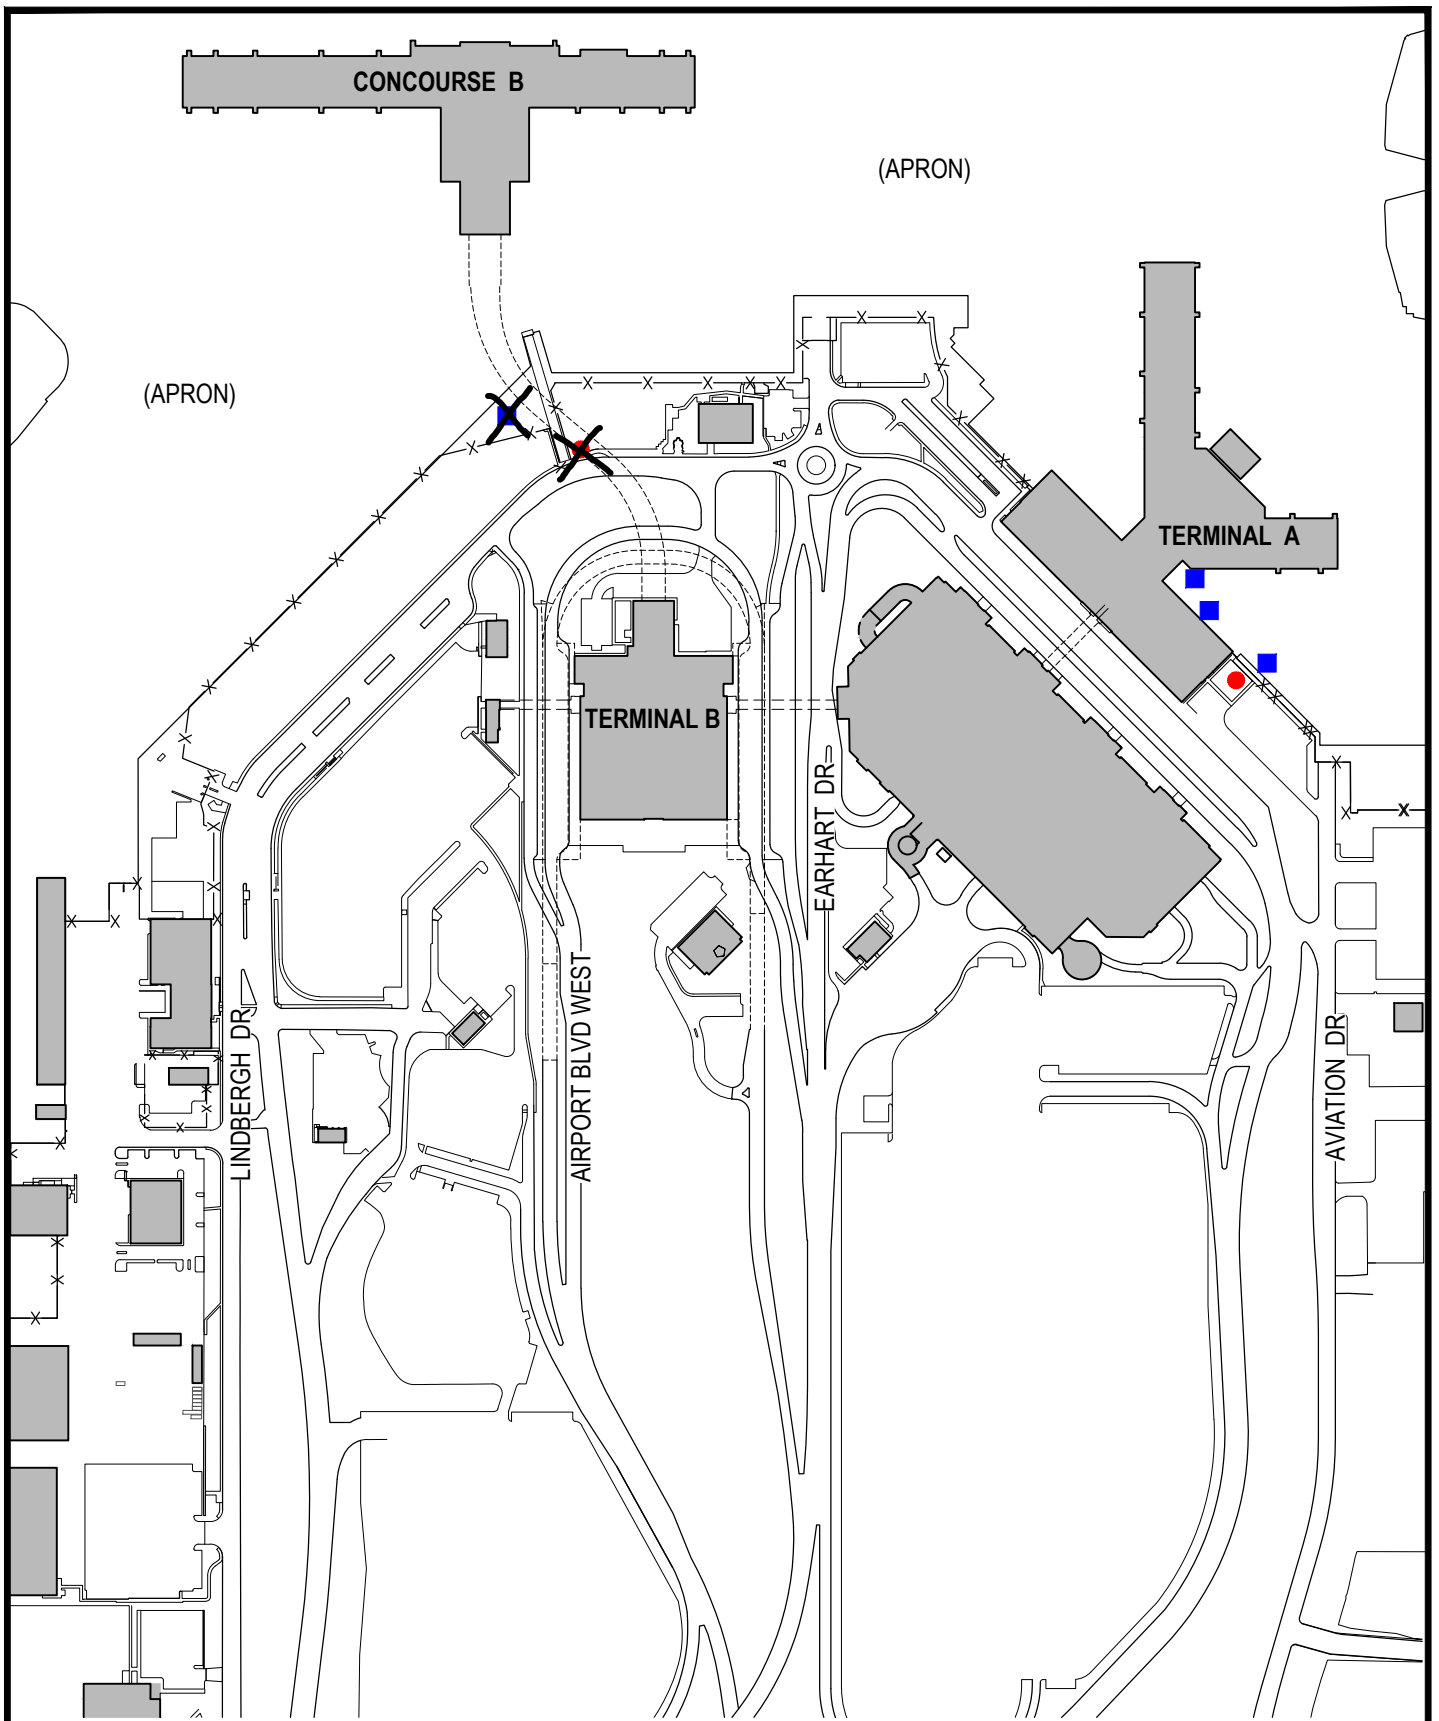 CONCOURSE B
(APRON)
(APRON)
TERMINAL A
TERMINAL B
EARHART DR
AIRPORT BLVD WEST
LINDBERGH DR
AVIATION DR